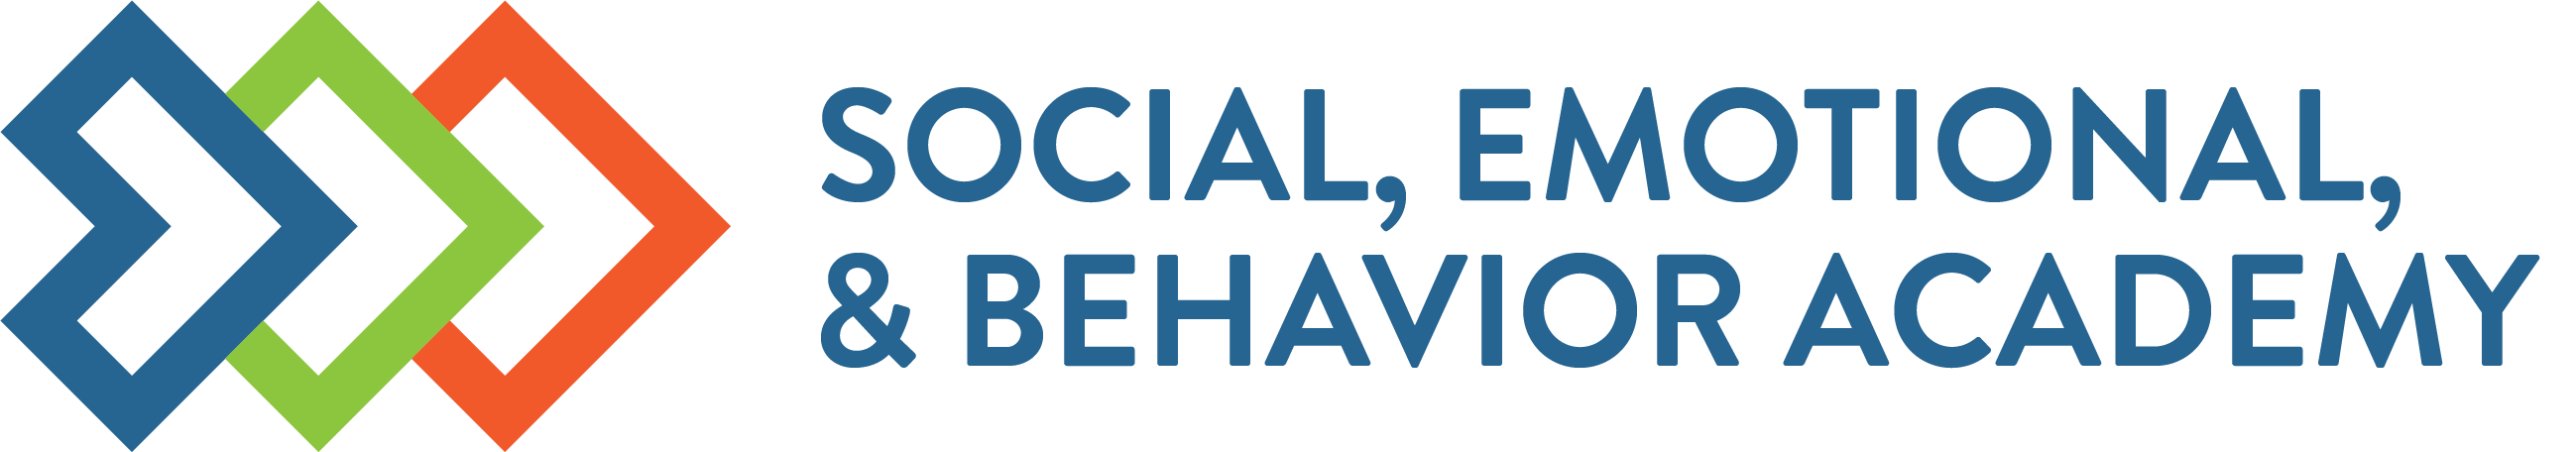 SOCIAL, EMOTIONAL,
& BEHAVIOR ACADEMY